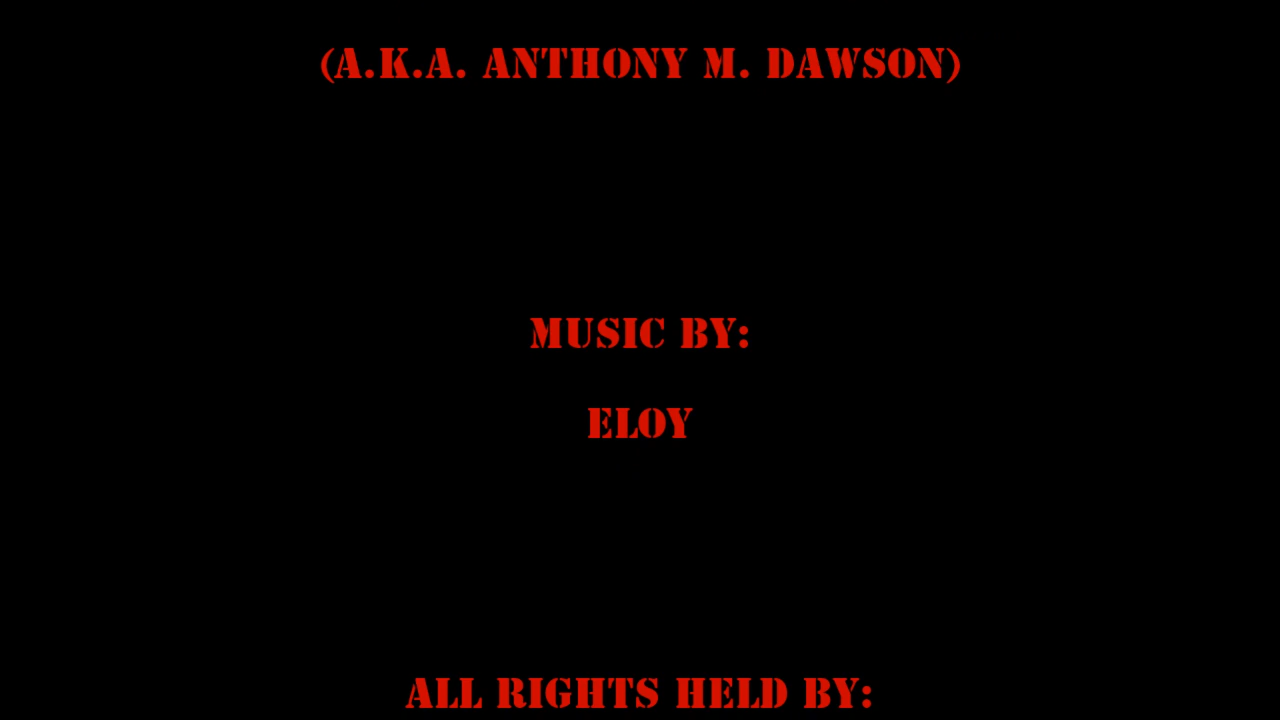 (A.K.A. ANTHONY M. DAWSON)
MUSIC BY:
ELOY
ALL RIGHTS HELD BY: